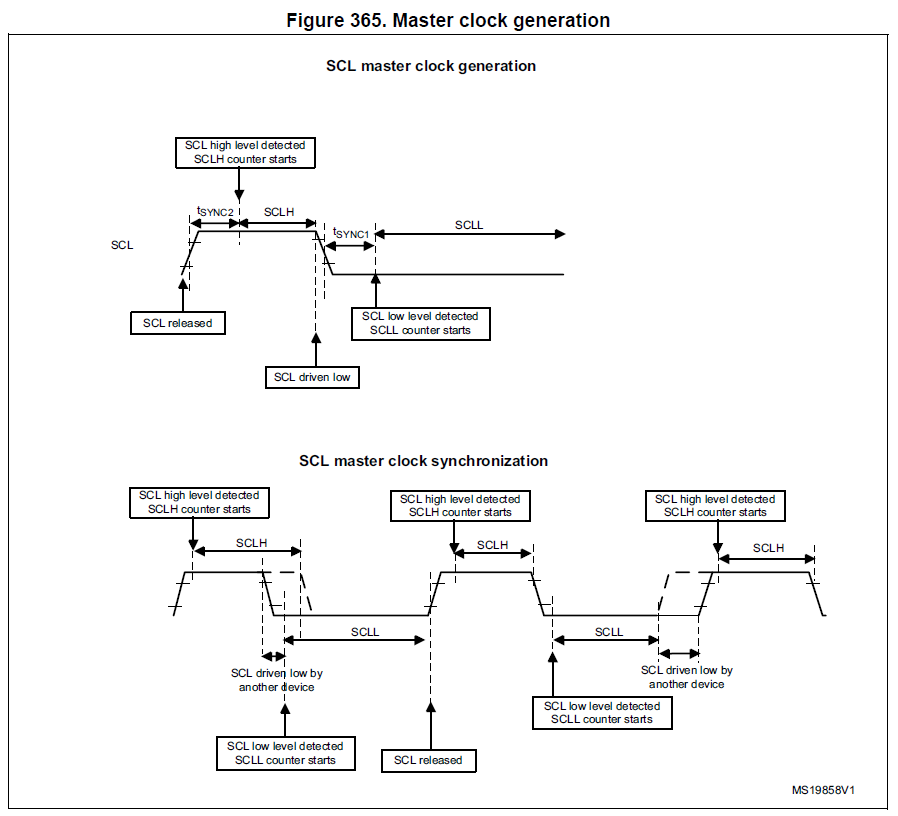 Figure 365. Master clock generation
SCL master clock generation
SCL high level detected
SCLH counter starts
tSYNC2
SCLH
SCL
tSYNC1
SCLL
SCL released
SCL low level detected
SCLL counter starts
SCL driven low
SCL master clock synchronization
SCL high level detected
SCLH counter starts
SCL high level detected
SCLH counter starts
SCL high level detected
SCLH counter starts
SCLH
SCLH
SCLH
SCLL
SCLL
SCL driven low by
another device
SCL driven low by
another device
SCL low level detected
SCLL counter starts
SCL released
SCL low level detected
SCLL counter starts
MS19858V1